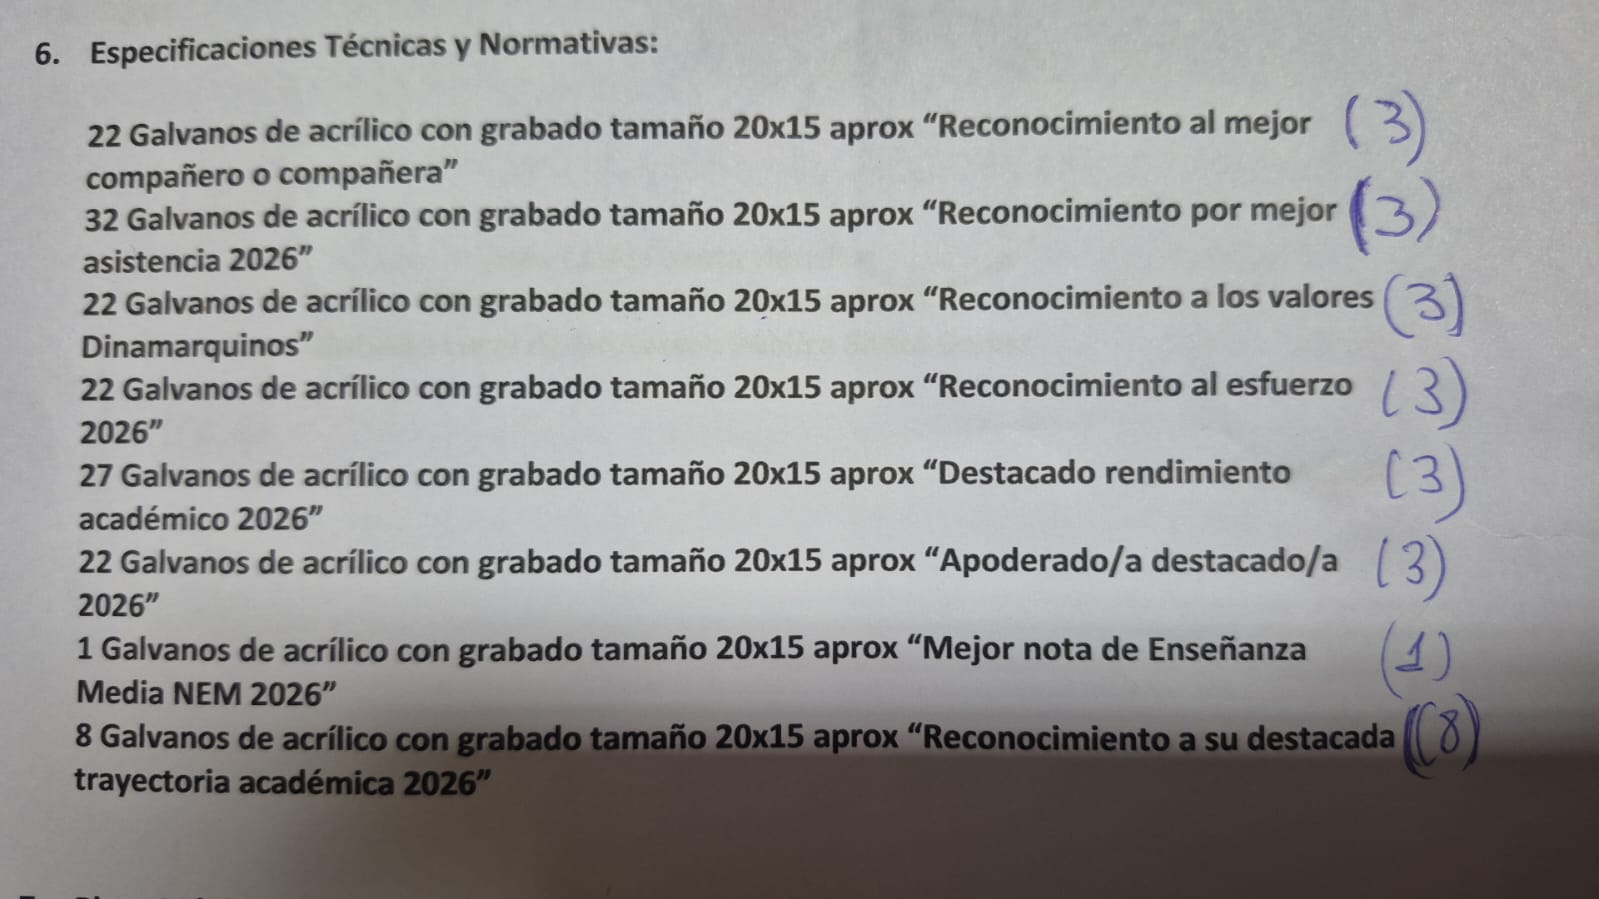 6. Especificaciones Técnicas y Normativas:
22 Galvanos de acrílico con grabado tamaño 20x15 aprox “Reconocimiento al mejor (3)
compañero o compañera”
32 Galvanos de acrílico con grabado tamaño 20x15 aprox “Reconocimiento por mejor (3)
asistencia 2026”
22 Galvanos de acrílico con grabado tamaño 20x15 aprox “Reconocimiento a los valores (3)
Dinamarquinos”
22 Galvanos de acrílico con grabado tamaño 20x15 aprox “Reconocimiento al esfuerzo (3)
2026”
27 Galvanos de acrílico con grabado tamaño 20x15 aprox “Destacado rendimiento (3)
académico 2026”
22 Galvanos de acrílico con grabado tamaño 20x15 aprox “Apoderado/a destacado/a (3)
2026”
1 Galvanos de acrílico con grabado tamaño 20x15 aprox “Mejor nota de Enseñanza (1)
Media NEM 2026”
8 Galvanos de acrílico con grabado tamaño 20x15 aprox “Reconocimiento a su destacada (8)
trayectoria académica 2026”